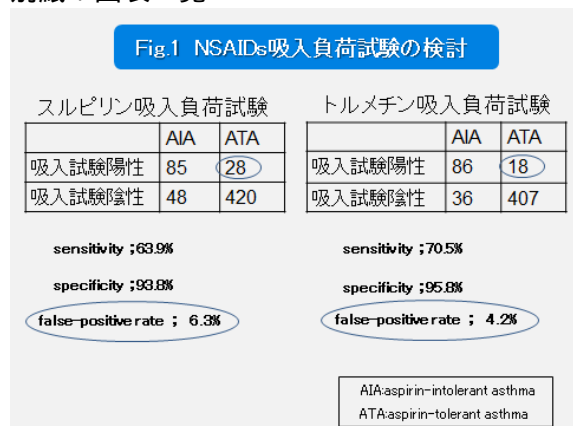 Fig.1 NSAIDs吸入負荷試験の検討
スルピリン吸入負荷試験
AIA ATA
吸入試験陽性 85 28
吸入試験陰性 48 420
sensitivity ;63.9%
specificity ;93.8%
false-positive rate ; 6.3%
トルメチン吸入負荷試験
AIA ATA
吸入試験陽性 86 18
吸入試験陰性 36 407
sensitivity ;70.5%
specificity ;95.8%
false-positive rate ; 4.2%
AIA:aspirin-intolerant asthma
ATA:aspirin-tolerant asthma